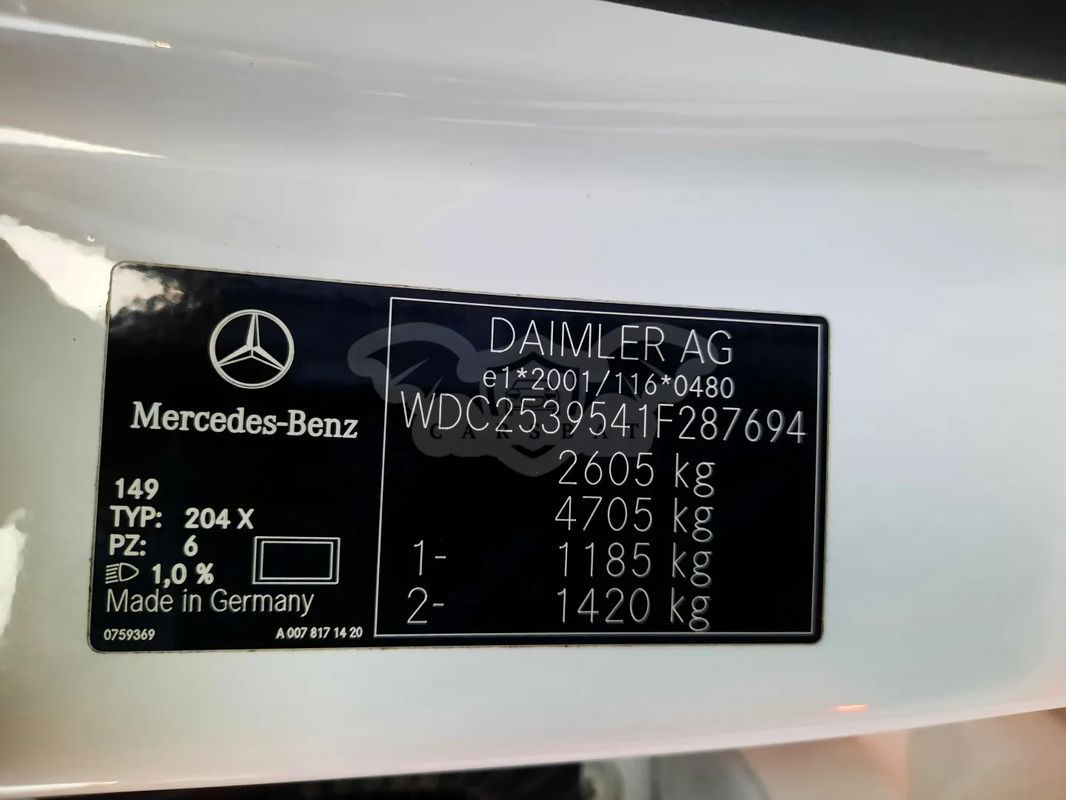 Mercedes-Benz
149
TYP: 204 X
PZ: 6
1,0 %
Made in Germany
0759369 A 007 817 14 20
DAIMLER AG
e1*2001/116*0480
WDC2539541F287694
CARSBAT
2605 kg
4705 kg
1- 1185 kg
2- 1420 kg